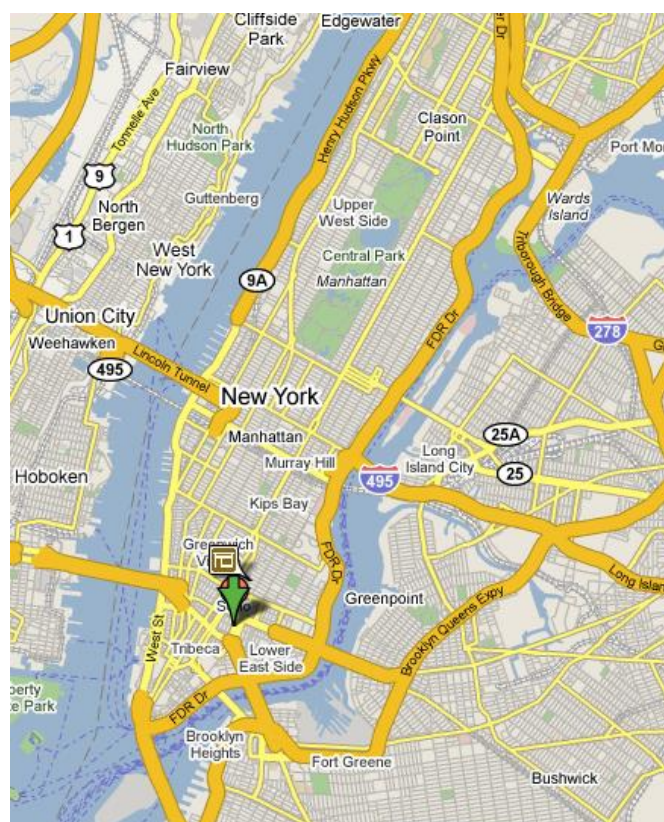 Cliffside
Park
Edgewater
Fairview
Tonnelle Ave
North
Hudson Park
Henry Hudson Pkwy
Clason
Point
Port Mo
Guttenberg
9
North
Bergen
1
Upper
West Side
Wards
Island
West
New York
Central Park
Manhattan
9A
Triborough Bridge
Union City
Weehawken
Lincoln Tunnel
FDR Dr
278
495
New York
Manhattan
25A
Hoboken
Murray Hill
Long
Island City
25
495
Kips Bay
Greenwich
FDR Dr
Long Islan
Greenpoint
Brooklyn Queens Expy
West St
Tribeca
Lower
East Side
FDR Dr
Brooklyn
Heights
Fort Greene
Bushwick